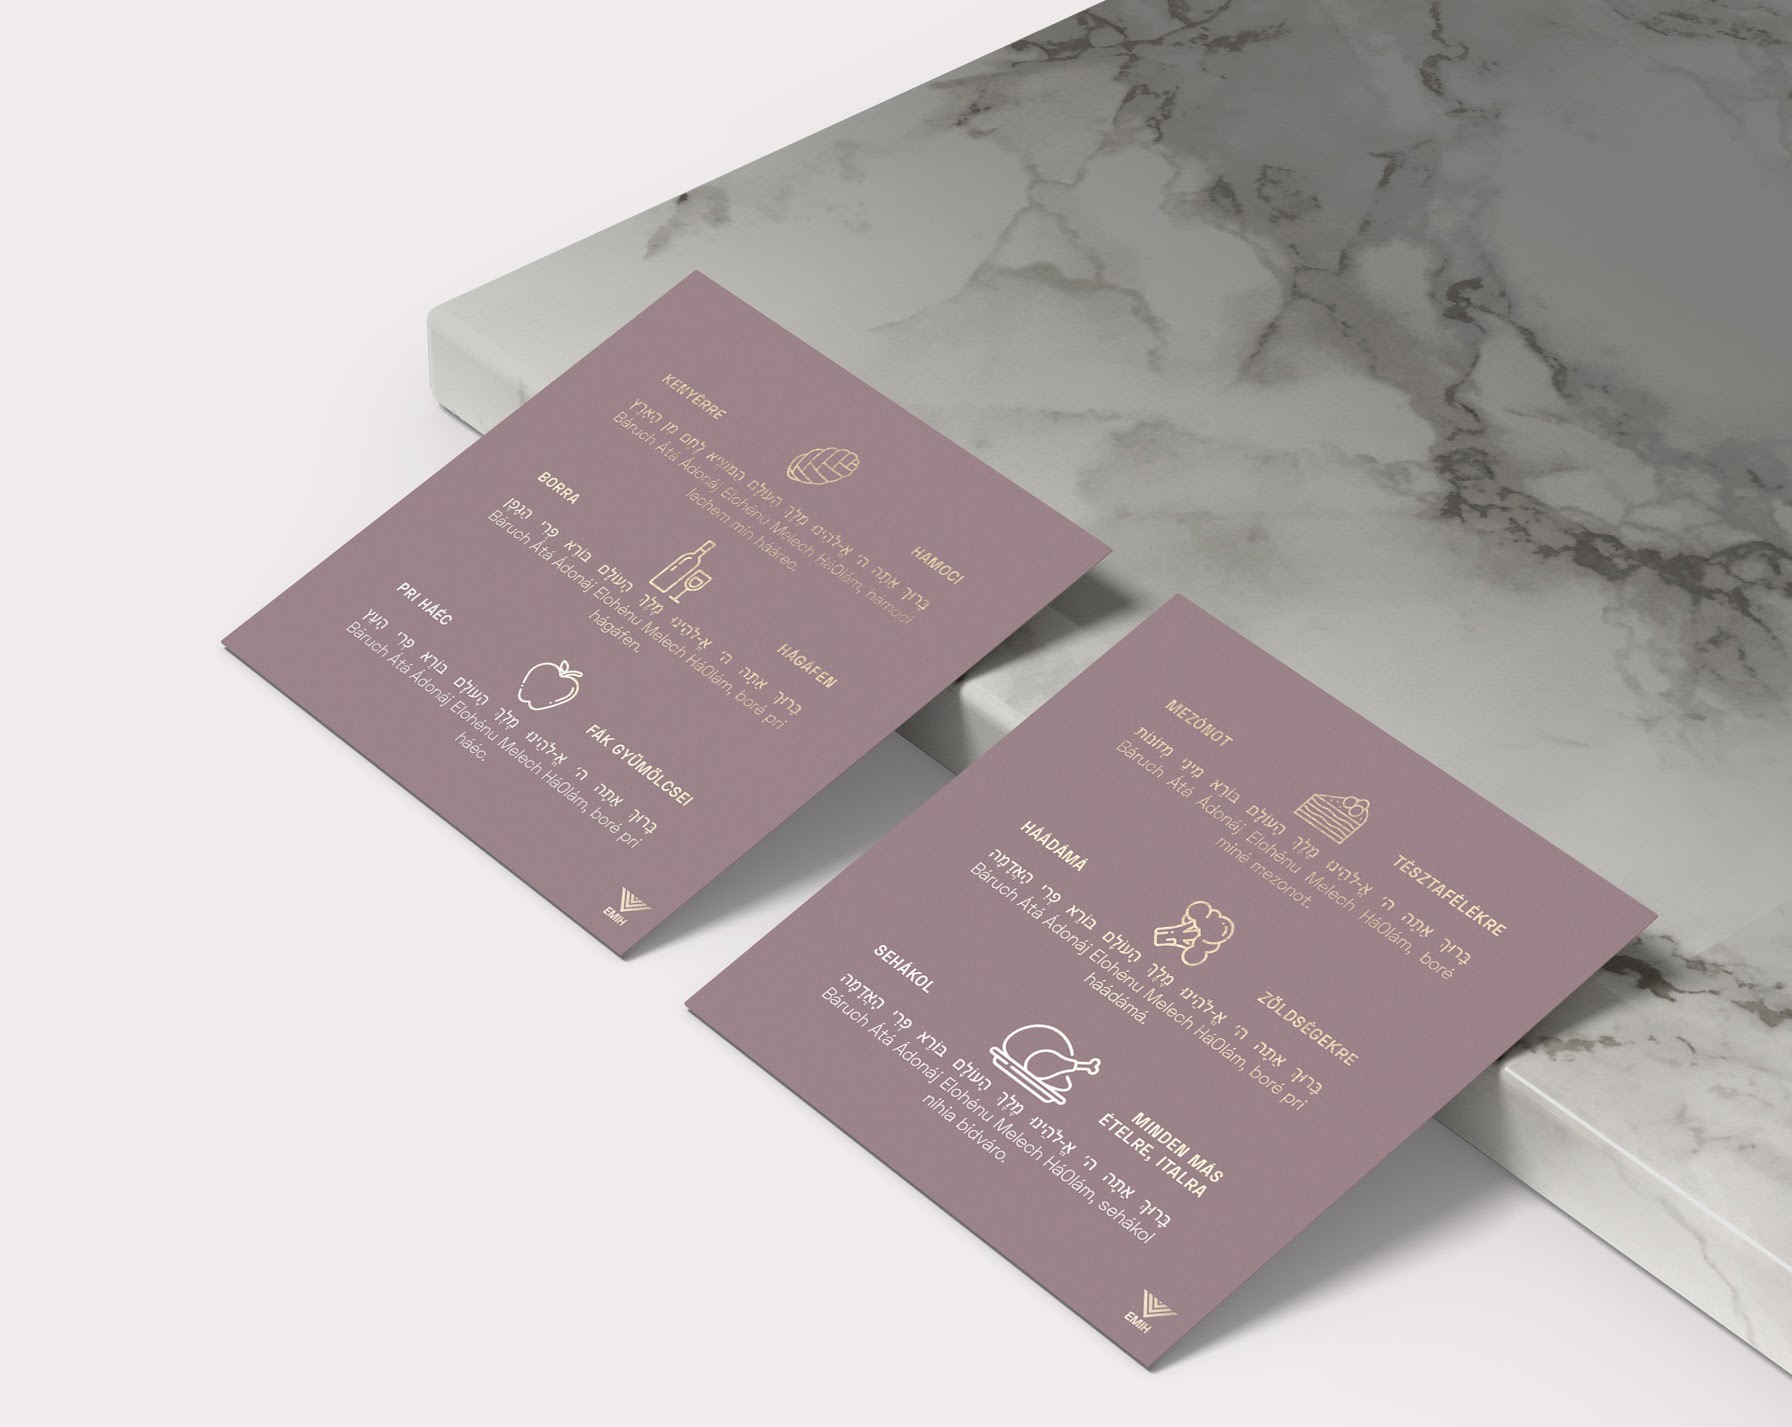 KENYÉRRE
HAMOCI
בָּרוּךְ אַתָּה ה' אֱ-לֹהֵינוּ מֶלֶךְ הָעוֹלָם הַמוֹצִיא לֶחֶם מִן הָאָרֶץ
Báruch Átá Ádonáj Elohénu Melech HáOlám, hámoci
lechem min háárec.
BORRA
HÁGÁFEN
בָּרוּךְ אַתָּה ה' אֱ-לֹהֵינוּ מֶלֶךְ הָעוֹלָם בּוֹרֵא פְּרִי הַגָפֶן
Báruch Átá Ádonáj Elohénu Melech HáOlám, boré pri
hágáfen.
PRI HÁÉC
FÁK GYÜMÖLCSEI
בָּרוּךְ אַתָּה ה' אֱ-לֹהֵינוּ מֶלֶךְ הָעוֹלָם בּוֹרֵא פְּרִי הָעֵץ
Báruch Átá Ádonáj Elohénu Melech HáOlám, boré pri
háéc.
EMIH
MEZÓNOT
TÉSZTAFÉLÉKRE
בָּרוּךְ אַתָּה ה' אֱ-לֹהֵינוּ מֶלֶךְ הָעוֹלָם בּוֹרֵא מִינֵי מְזוֹנוֹת
Báruch Átá Ádonáj Elohénu Melech HáOlám, boré
miné mezonot.
HÁÁDÁMÁ
ZÖLDSÉGEKRE
בָּרוּךְ אַתָּה ה' אֱ-לֹהֵינוּ מֶלֶךְ הָעוֹלָם בּוֹרֵא פְּרִי הָאֲדָמָה
Báruch Átá Ádonáj Elohénu Melech HáOlám, boré pri
háádámá.
SEHÁKOL
MINDEN MÁS
ÉTELRE, ITALRA
בָּרוּךְ אַתָּה ה' אֱ-לֹהֵינוּ מֶלֶךְ הָעוֹלָם בּוֹרֵא פְּרִי הָאֲדָמָה
Báruch Átá Ádonáj Elohénu Melech HáOlám, sehákol
nihia bidváro.
EMIH